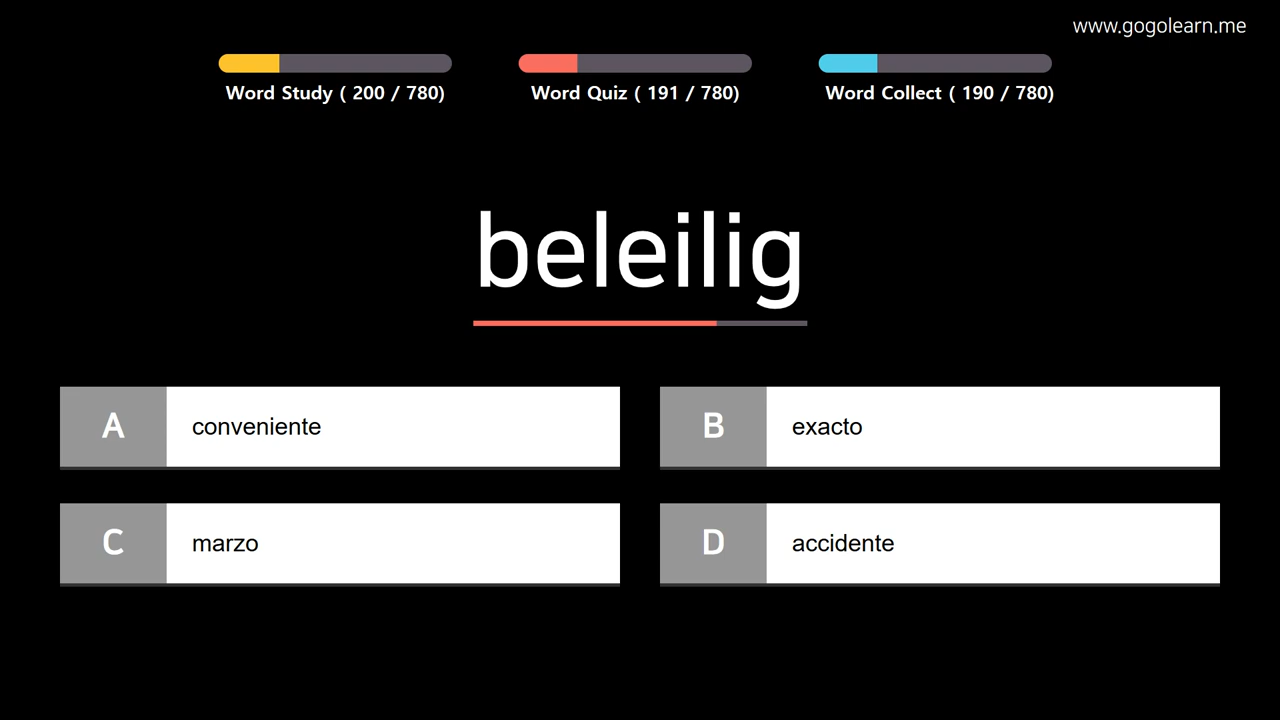 www.gogolearn.me
Word Study ( 200 / 780)
Word Quiz ( 191 / 780)
Word Collect ( 190 / 780)
beleilig
A conveniente
B exacto
C marzo
D accidente